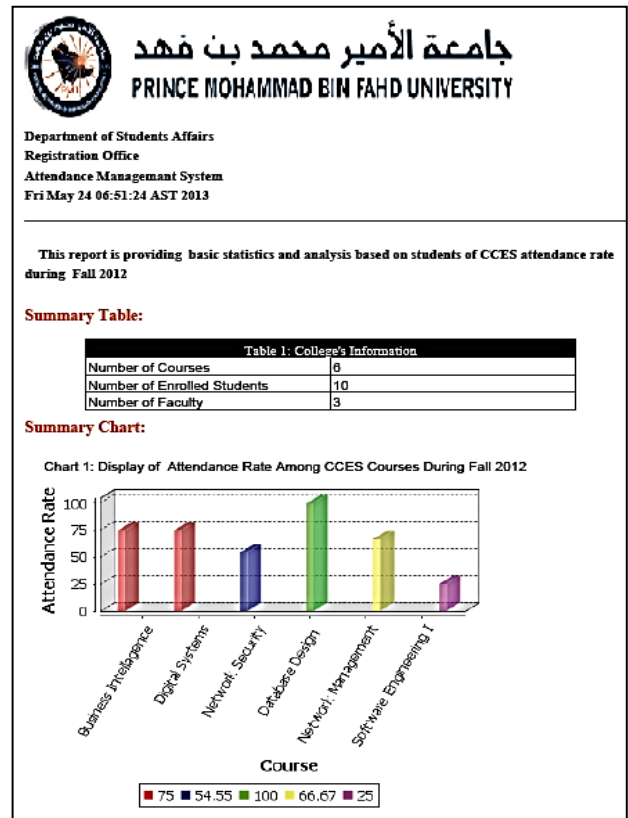 جامعة الأمير محمد بن فهد
PRINCE MOHAMMAD BIN FAHD UNIVERSITY
Department of Students Affairs
Registration Office
Attendance Managemant System
Fri May 24 06:51:24 AST 2013
This report is providing basic statistics and analysis based on students of CCES attendance rate
during Fall 2012
Summary Table:
Table 1: College's Information
Number of Courses 6
Number of Enrolled Students 10
Number of Faculty 3
Summary Chart:
Chart 1: Display of Attendance Rate Among CCES Courses During Fall 2012
Attendance Rate
100
75
50
25
0
Business Intellagence
Digital Systems
Network Security
Database Design
Network Management
Software Engineering I
Course
75 54.55 100 66.67 25